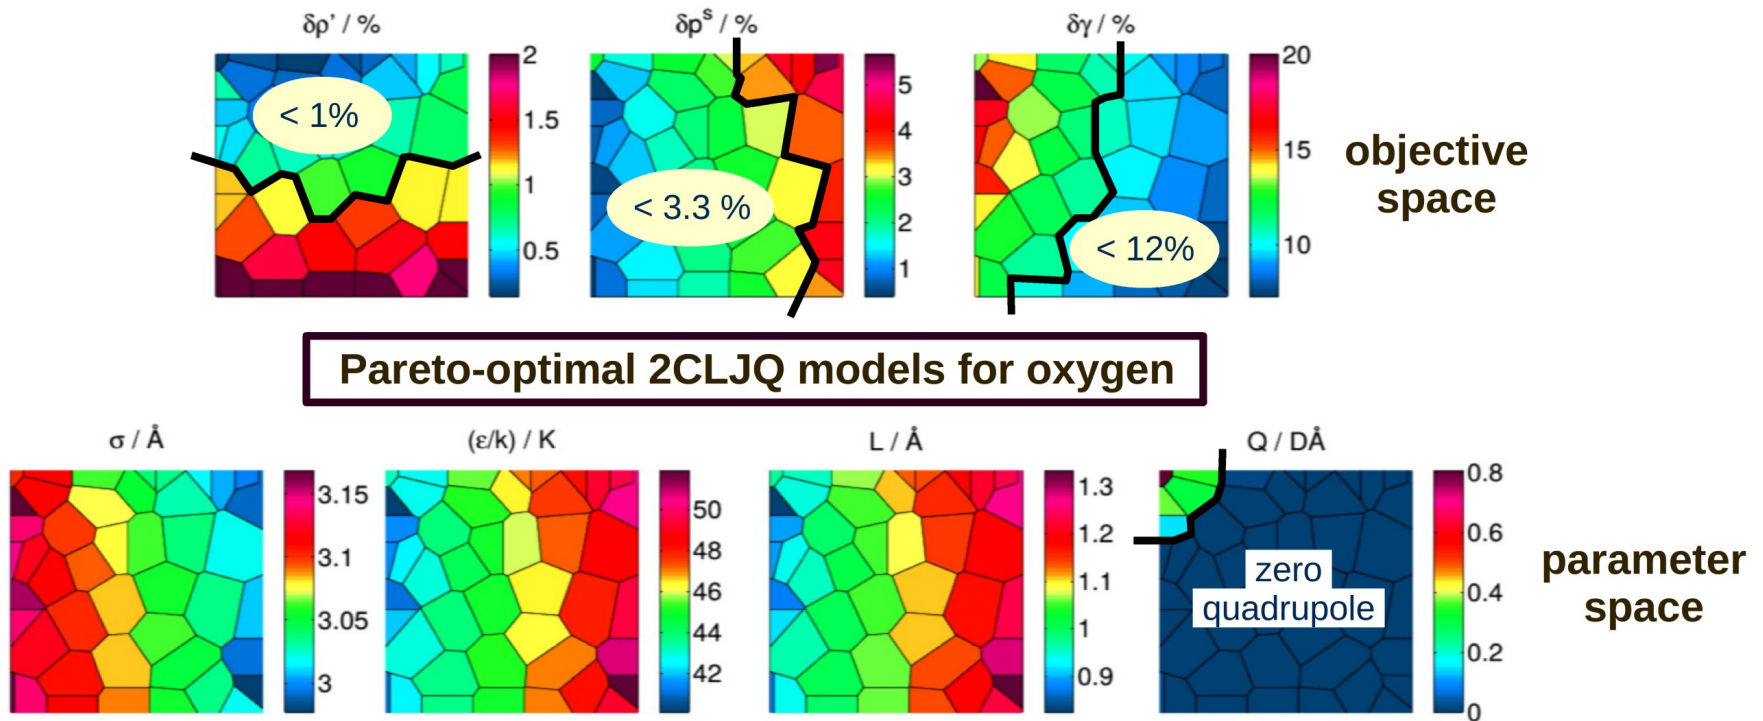 δρ' / %
δpˢ / %
δγ / %
2
1.5
1
0.5
< 1%
5
4
3
2
1
< 3.3 %
20
15
10
< 12%
objective
space
Pareto-optimal 2CLJQ models for oxygen
σ / Å
(ε/k) / K
L / Å
Q / DÅ
3.15
3.1
3.05
3
50
48
46
44
42
1.3
1.2
1.1
1
0.9
zero
quadrupole
0.8
0.6
0.4
0.2
0
parameter
space